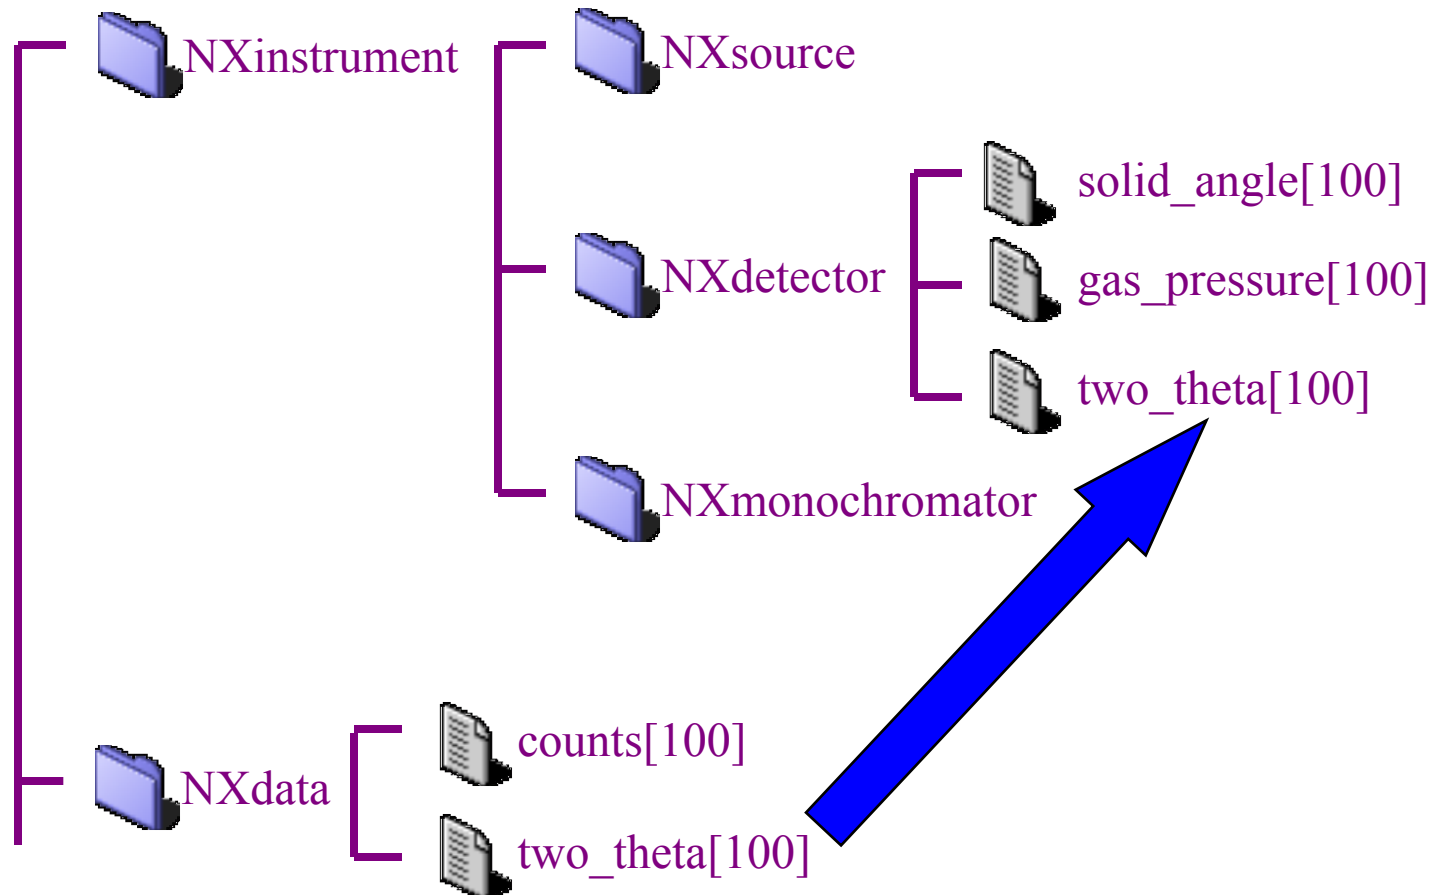 NXinstrument
NXsource
solid_angle[100]
NXdetector
gas_pressure[100]
two_theta[100]
NXmonochromator
counts[100]
NXdata
two_theta[100]